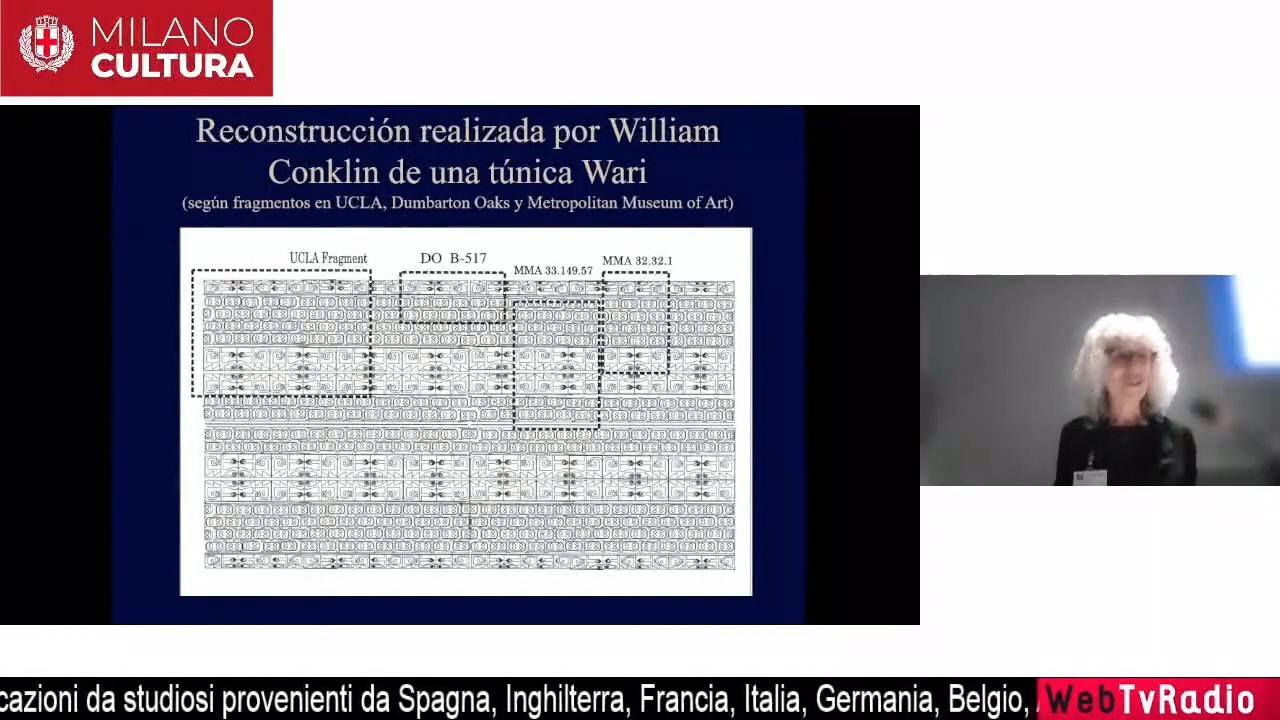 MILANO
CULTURA
Reconstrucción realizada por William
Conklin de una túnica Wari
(según fragmentos en UCLA, Dumbarton Oaks y Metropolitan Museum of Art)
UCLA Fragment
DO B-517
MMA 33.149.57
MMA 32.32.1
cazioni da studiosi provenienti da Spagna, Inghilterra, Francia, Italia, Germania, Belgio,
WebTvRadio